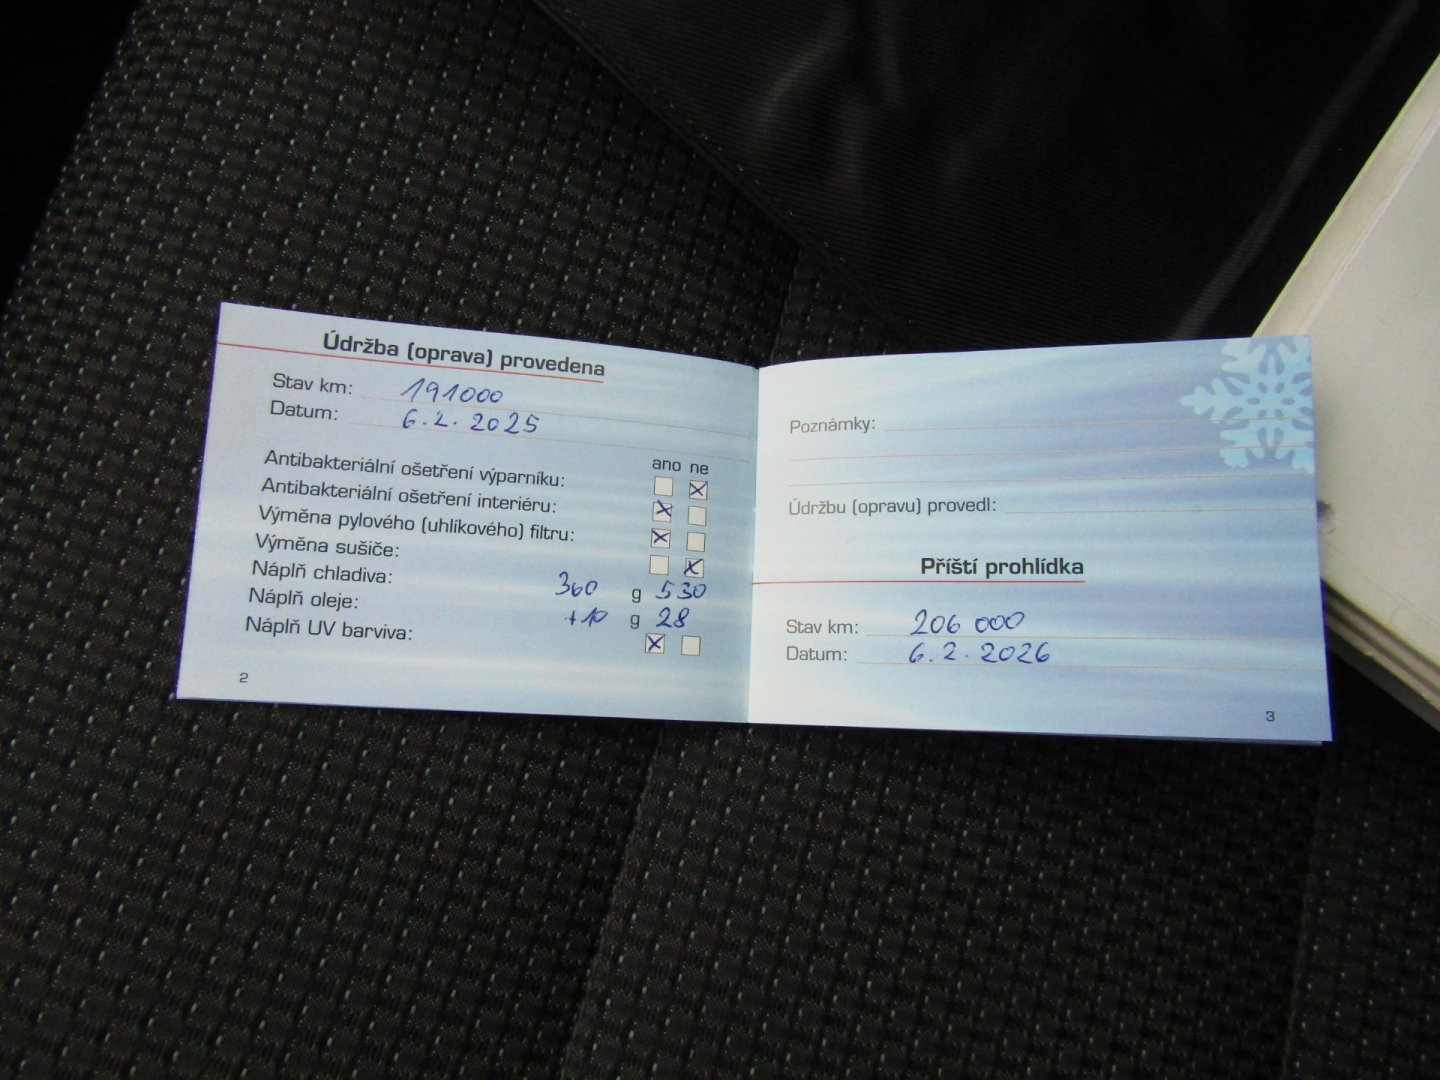 Údržba (oprava) provedena
Stav km: 191000
Datum: 6.2.2025
ano ne
Antibakteriální ošetření výparníku:
Antibakteriální ošetření interiéru:
Výměna pylového (uhlíkového) filtru:
Výměna sušiče:
Náplň chladiva: 360 g 530
Náplň oleje: +10 g 28
Náplň UV barviva:
2
Poznámky:
Údržbu (opravu) provedl:
Příští prohlídka
Stav km: 206 000
Datum: 6.2.2026
3